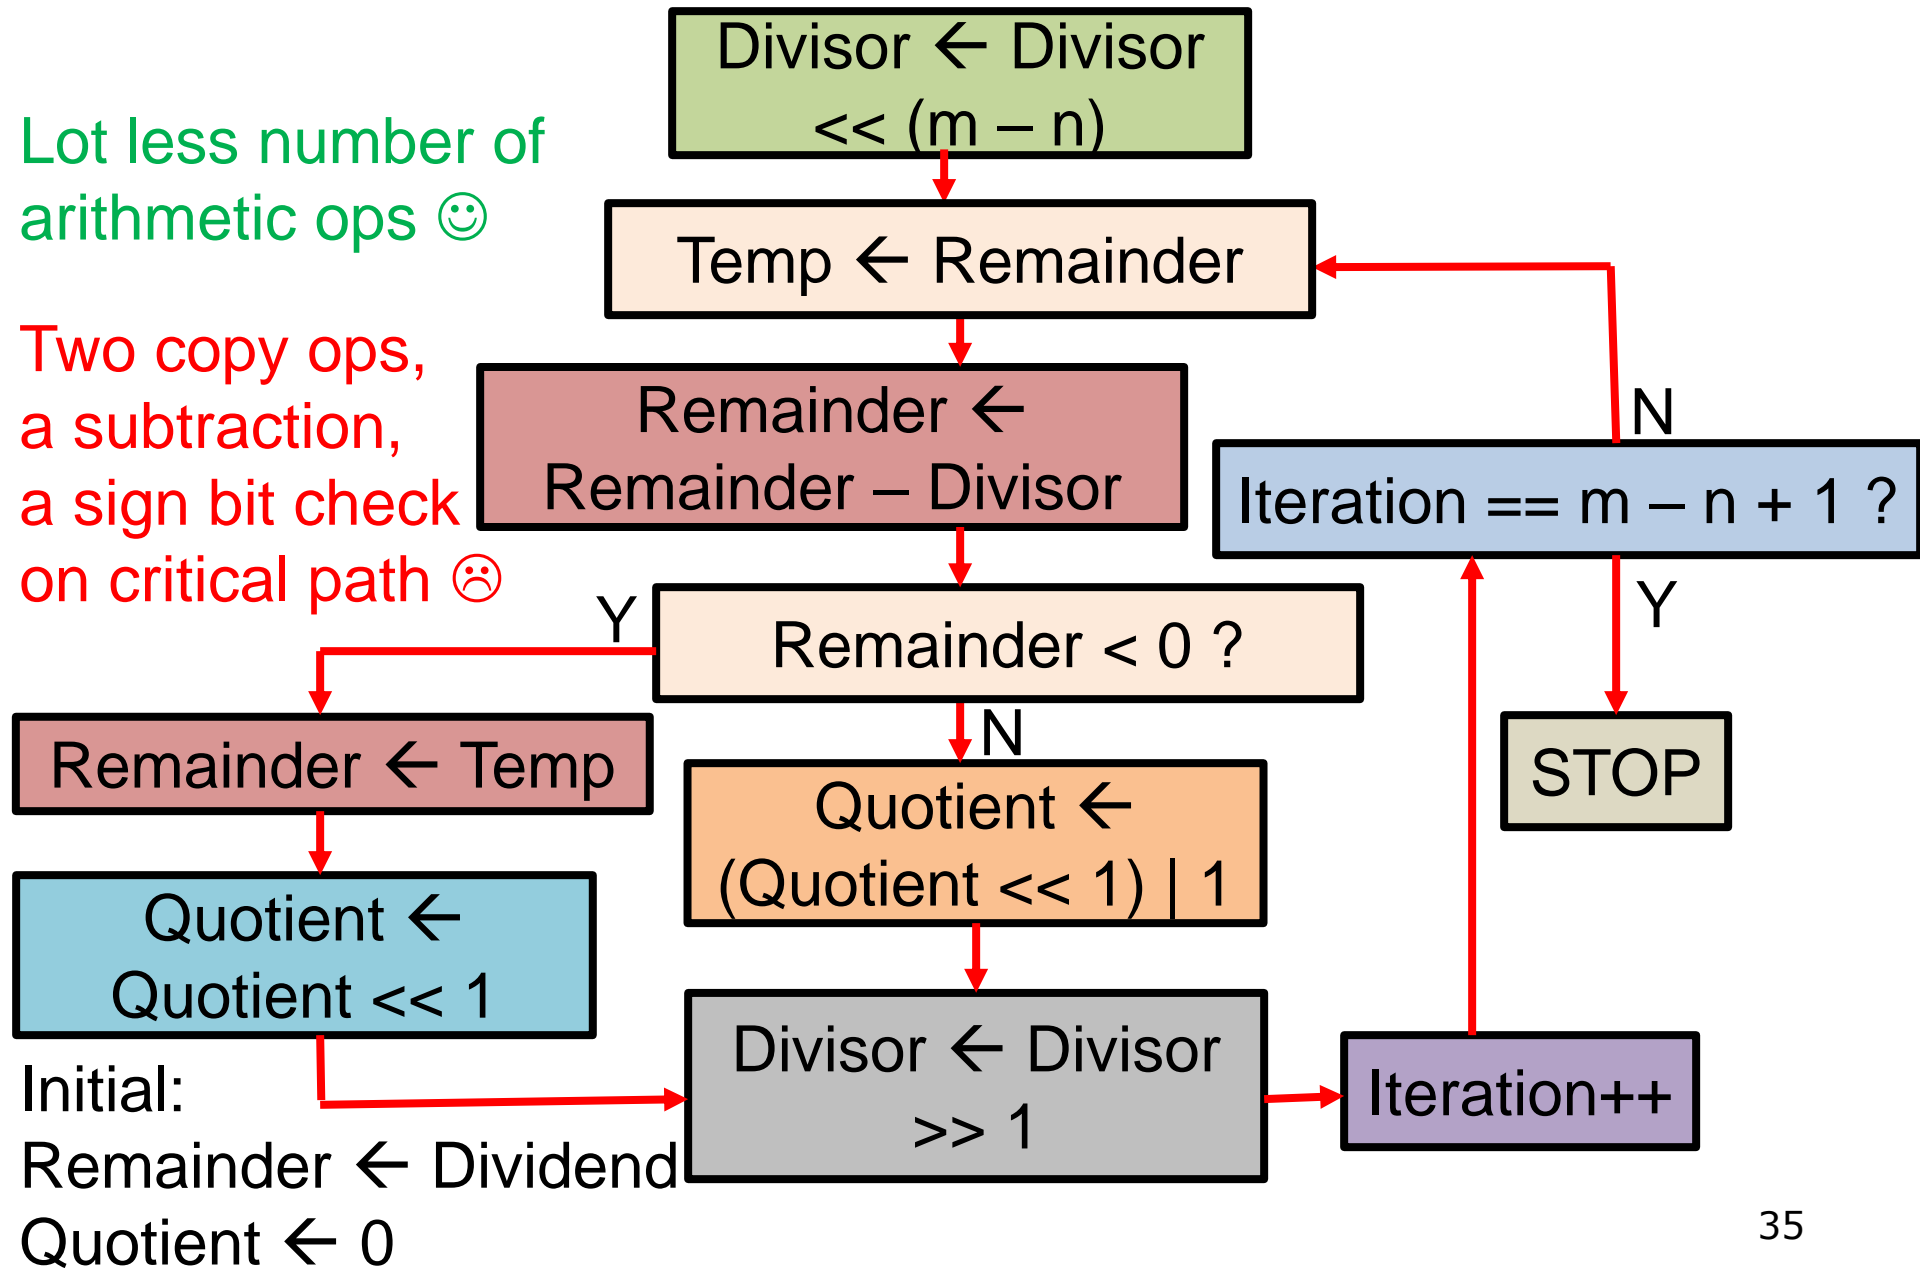 Divisor ← Divisor
<< (m – n)
Lot less number of
arithmetic ops ☺
Temp ← Remainder
Two copy ops,
a subtraction,
a sign bit check
on critical path ☹
Remainder ←
Remainder – Divisor
N
Iteration == m – n + 1 ?
Y
Y
Remainder < 0 ?
N
Remainder ← Temp
STOP
Quotient ←
(Quotient << 1) | 1
Quotient ←
Quotient << 1
Divisor ← Divisor
>> 1
Iteration++
Initial:
Remainder ← Dividend
Quotient ← 0
35